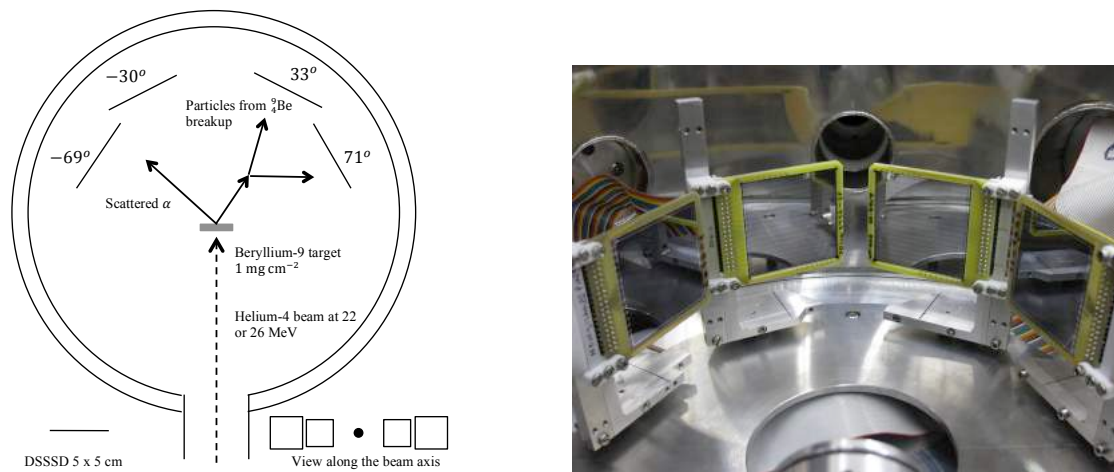 −30°
33°
Particles from ⁹₄Be
breakup
−69°
71°
Scattered α
Beryllium-9 target
1 mg cm⁻²
Helium-4 beam at 22
or 26 MeV
DSSSD 5 x 5 cm
View along the beam axis